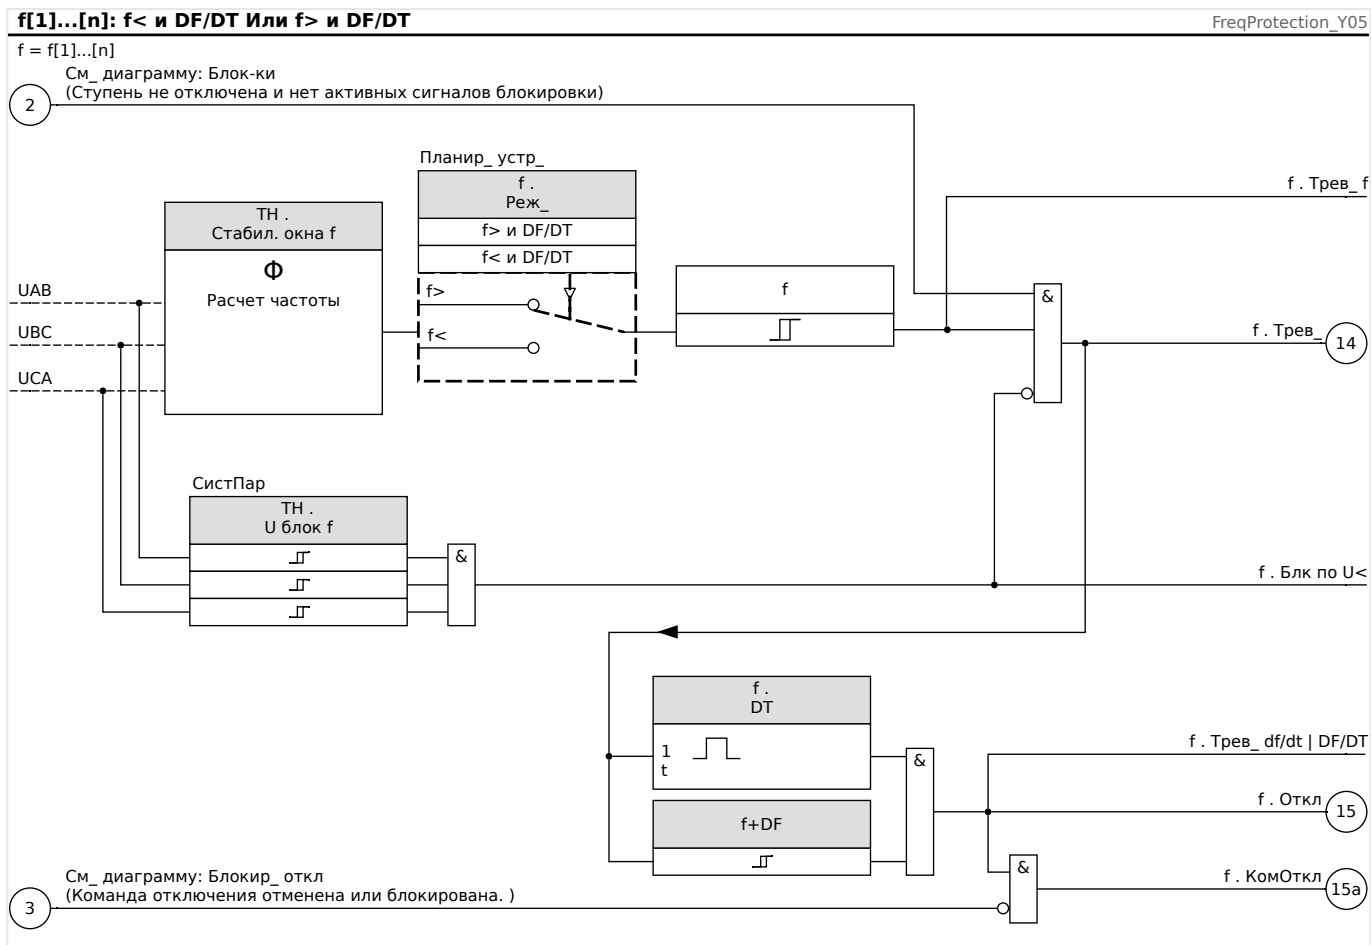 f[1]...[n]: f< и DF/DT Или f> и DF/DT
FreqProtection_Y05
f = f[1]...[n]
См_ диаграмму: Блок-ки
(Ступень не отключена и нет активных сигналов блокировки)
2
Планир_ устр_
f .
Реж_
f> и DF/DT
f< и DF/DT
f . Трев_ f
ТН .
Стабил. окна f
Φ
Расчет частоты
UAB
UBC
UCA
f>
f<
f
&
f . Трев_
14
СистПар
ТН .
U блок f
&
f . Блк по U<
f .
DT
1
t
&
f+DF
f . Трев_ df/dt | DF/DT
f . Откл
15
&
f . КомОткл
15a
См_ диаграмму: Блокир_ откл
(Команда отключения отменена или блокирована. )
3